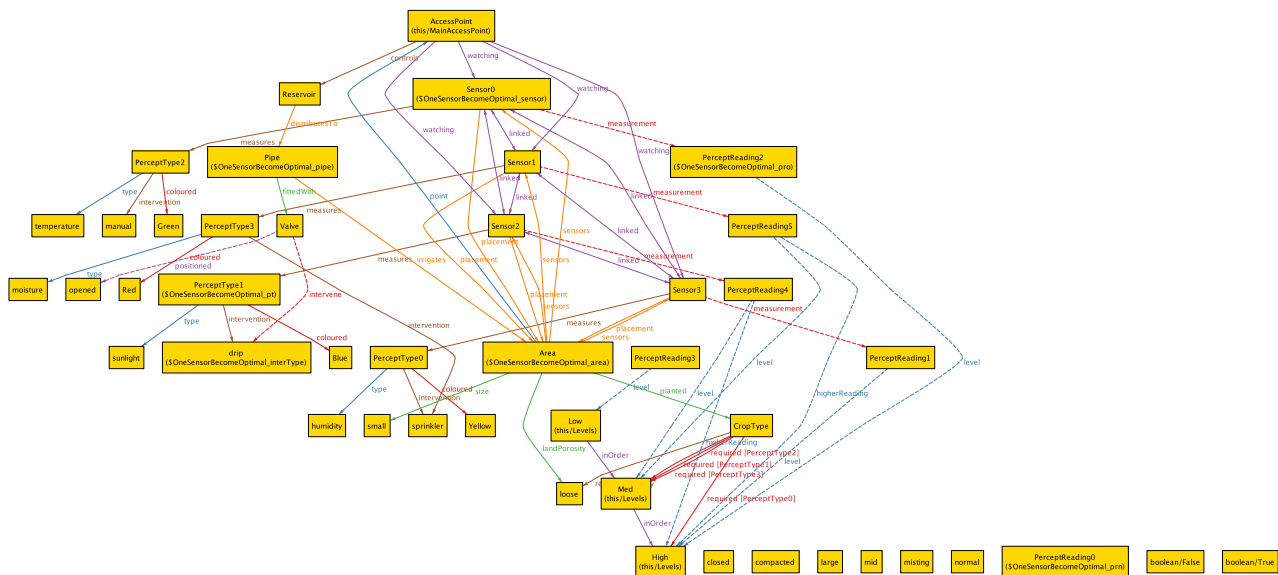 AccessPoint
(this/MainAccessPoint)
controls
watching
watching
Reservoir
Sensor0
($OneSensorBecomeOptimal_sensor)
distributesTo
watching
linked
measurement
measures
watching
PerceptType2
Pipe
($OneSensorBecomeOptimal_pipe)
Sensor1
PerceptReading2
($OneSensorBecomeOptimal_pro)
type
intervention
coloured
fittedWith
point
linked
linked
linked
measurement
measures
temperature
manual
Green
PerceptType3
Valve
Sensor2
PerceptReading5
sensors
placement
linked
type
coloured
positioned
measures
irrigates
placement
sensors
linked
measurement
moisture
opened
Red
PerceptType1
($OneSensorBecomeOptimal_pt)
intervene
placement
sensors
Sensor3
PerceptReading4
type
intervention
coloured
intervention
measures
placement
sensors
measurement
sunlight
drip
($OneSensorBecomeOptimal_interType)
Blue
PerceptType0
Area
($OneSensorBecomeOptimal_area)
PerceptReading3
PerceptReading1
level
level
type
intervention
coloured
size
level
level
planted
higherReading
humidity
small
sprinkler
Yellow
Low
(this/Levels)
CropType
landPorosity
inOrder
higherReading
required [PerceptType2]
required [PerceptType1]
required [PerceptType3]
level
loose
Med
(this/Levels)
required [PerceptType0]
inOrder
High
(this/Levels)
closed
compacted
large
mid
misting
normal
PerceptReading0
($OneSensorBecomeOptimal_prn)
boolean/False
boolean/True